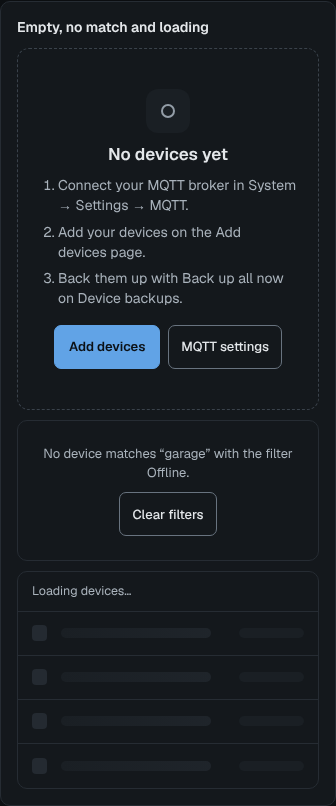 Empty, no match and loading
No devices yet
1. Connect your MQTT broker in System
→ Settings → MQTT.
2. Add your devices on the Add
devices page.
3. Back them up with Back up all now
on Device backups.
Add devices
MQTT settings
No device matches “garage” with the filter
Offline.
Clear filters
Loading devices…